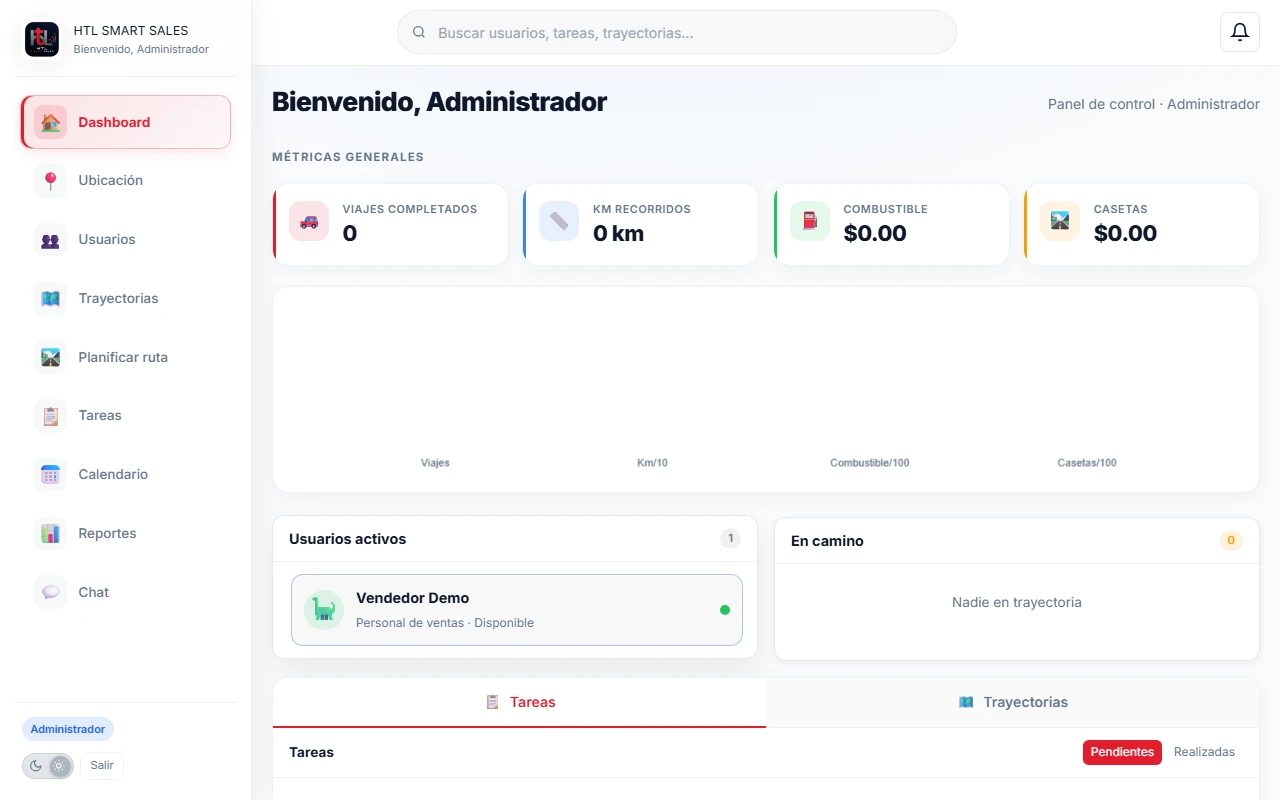 HTL SMART SALES
Bienvenido, Administrador
Dashboard
Ubicación
Usuarios
Trayectorias
Planificar ruta
Tareas
Calendario
Reportes
Chat
Administrador
Salir
Buscar usuarios, tareas, trayectorias...
Bienvenido, Administrador
Panel de control · Administrador
MÉTRICAS GENERALES
VIAJES COMPLETADOS
0
KM RECORRIDOS
0 km
COMBUSTIBLE
$0.00
CASETAS
$0.00
Viajes
Km/10
Combustible/100
Casetas/100
Usuarios activos
1
Vendedor Demo
Personal de ventas · Disponible
En camino
0
Nadie en trayectoria
Tareas
Trayectorias
Tareas
Pendientes
Realizadas